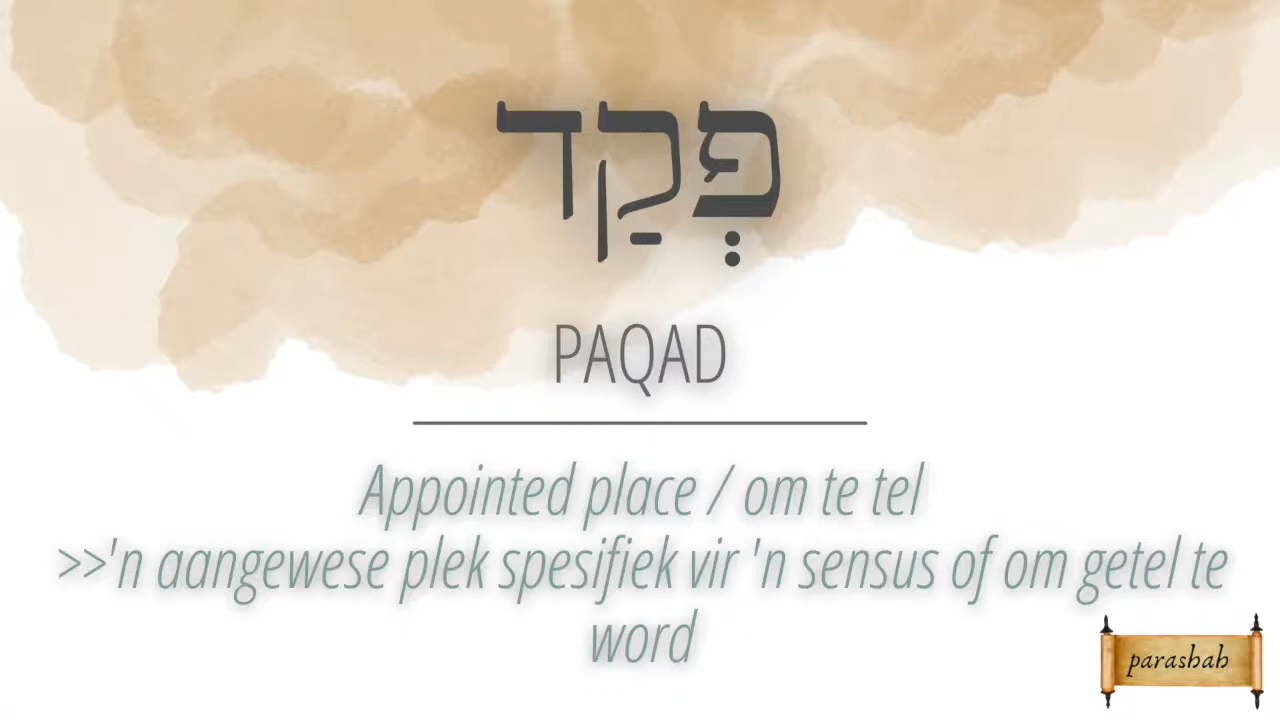 פְּקַד
PAQAD
Appointed place / om te tel
>>'n aangewese plek spesifiek vir 'n sensus of om getel te
word
parashah